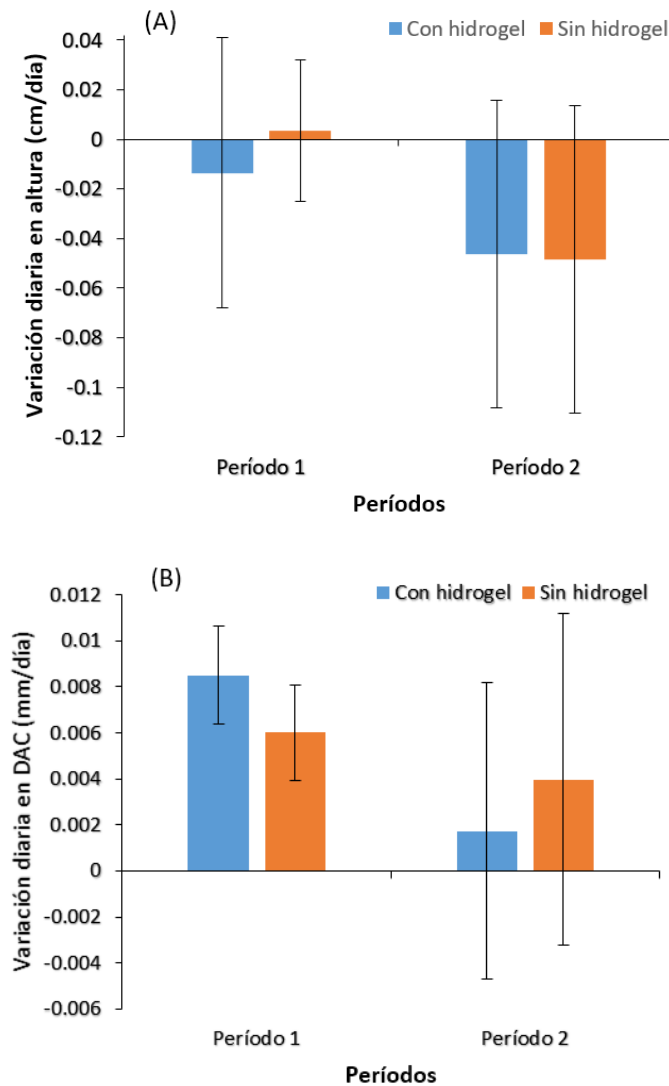 (A)
Con hidrogel Sin hidrogel
0.04
0.02
0
-0.02
-0.04
-0.06
-0.08
-0.1
-0.12
Variación diaria en altura (cm/día)
Período 1 Período 2
Períodos
(B)
Con hidrogel Sin hidrogel
0.012
0.01
0.008
0.006
0.004
0.002
0
-0.002
-0.004
-0.006
Variación diaria en DAC (mm/día)
Período 1 Período 2
Períodos